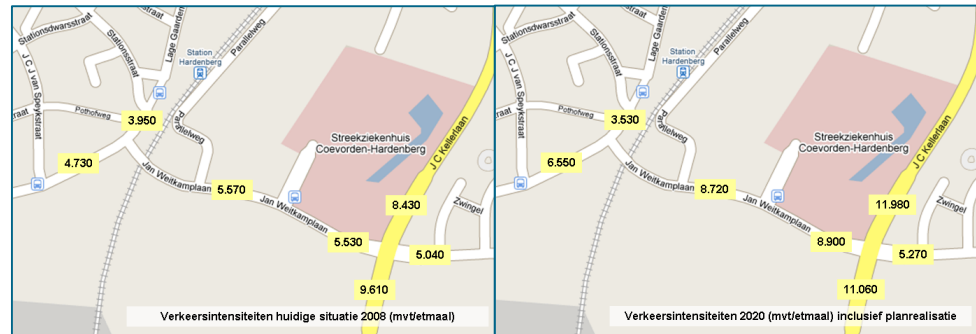 Stationsdwarsstraat
Stationsstraat
Lage Gaarden
Parallelweg
Station
Hardenberg
J C J van Speykstraat
Pothofweg
straat
3.950
Parallelweg
4.730
Jan Weitkamplaan
5.570
Jan Weitkamplaan
Streekziekenhuis
Coevorden-Hardenberg
J C Kellerlaan
8.430
Zwingel
5.530
5.040
9.610
Verkeersintensiteiten huidige situatie 2008 (mvt/etmaal)
Stationsdwarsstraat
Stationsstraat
Lage Gaarden
Parallelweg
Station
Hardenberg
J C J van Speykstraat
Pothofweg
straat
3.530
Parallelweg
6.550
Jan Weitkamplaan
8.720
Jan Weitkamplaan
Streekziekenhuis
Coevorden-Hardenberg
J C Kellerlaan
11.980
Zwingel
8.900
5.270
11.060
Verkeersintensiteiten 2020 (mvt/etmaal) inclusief planrealisatie